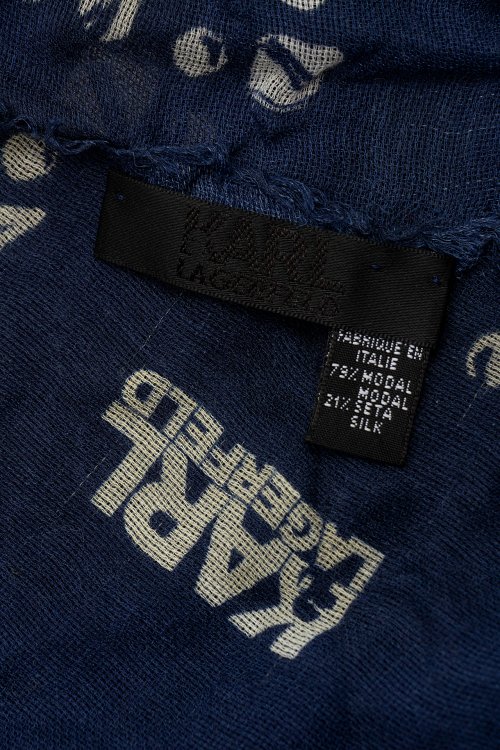 KARL
LAGERFELD
FABRIQUE EN
ITALIE
79% MODAL
MODAL
21% SETA
SILK
KARL
LAGERFELD